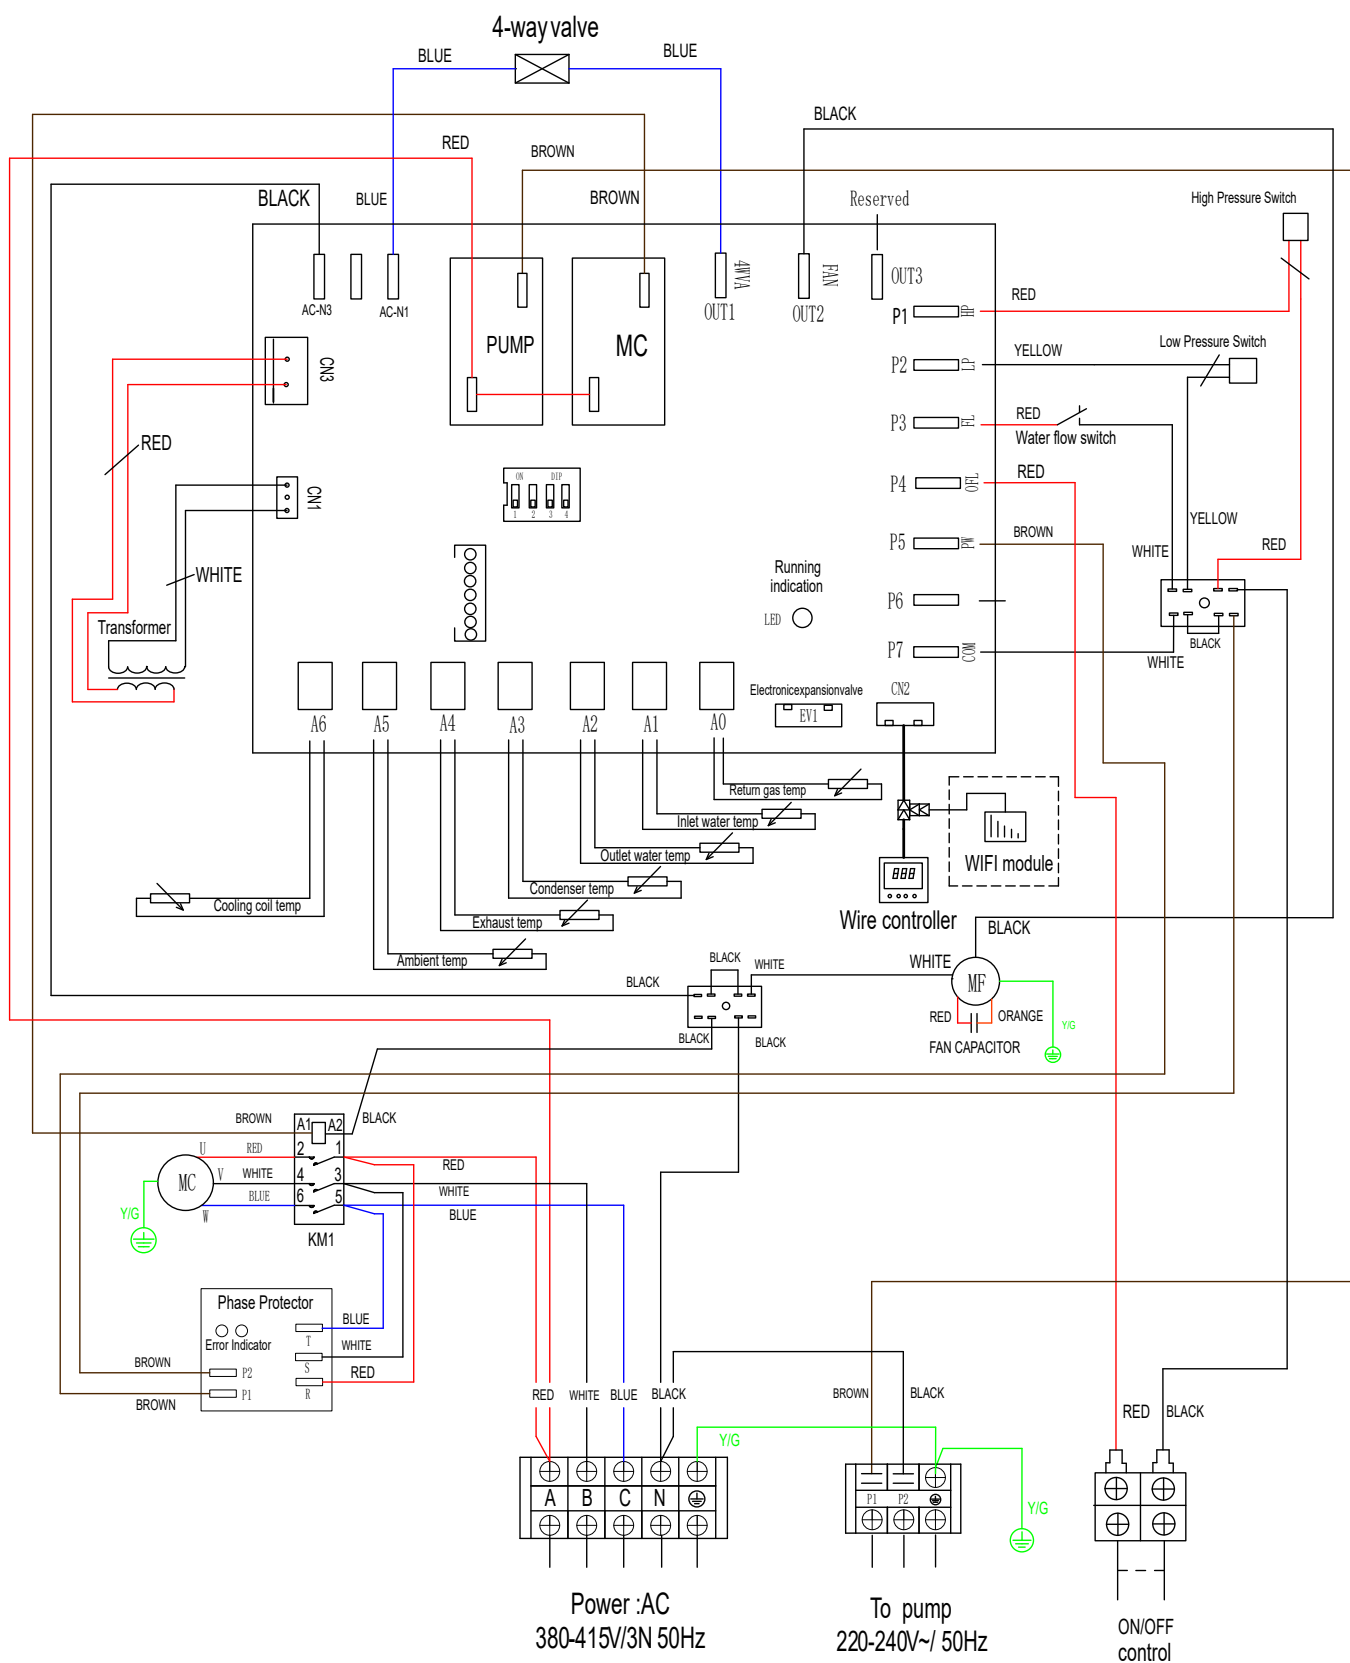 4-way valve
BLUE
BLUE
BLACK
RED
BROWN
BLACK
BLUE
BROWN
Reserved
High Pressure Switch
AC-N3
AC-N1
4WVA
OUT1
FAN
OUT2
OUT3
P1
HP
RED
PUMP
MC
CN3
P2
LP
YELLOW
Low Pressure Switch
P3
FL
RED
Water flow switch
RED
CN1
ON
DIP
1
2
3
4
P4
OFL
RED
YELLOW
P5
PW
BROWN
WHITE
RED
WHITE
Running
indication
LED
P6
Transformer
P7
COM
WHITE
BLACK
Electronicexpansionvalve
EV1
CN2
A6
A5
A4
A3
A2
A1
A0
Return gas temp
Inlet water temp
Outlet water temp
Condenser temp
Cooling coil temp
Exhaust temp
Ambient temp
WIFI module
888
Wire controller
BLACK
BLACK
WHITE
WHITE
BLACK
MF
RED
ORANGE
Y/G
FAN CAPACITOR
BLACK
BLACK
BROWN
A1
A2
BLACK
U
RED
2
1
RED
MC
V
WHITE
4
3
WHITE
W
BLUE
6
5
BLUE
Y/G
KM1
Phase Protector
Error Indicator
T
BLUE
S
WHITE
R
RED
BROWN
P2
BROWN
P1
RED
WHITE
BLUE
BLACK
Y/G
BROWN
BLACK
Y/G
RED
BLACK
A
B
C
N
P1
P2
Power :AC
380-415V/3N 50Hz
To pump
220-240V~/ 50Hz
ON/OFF
control